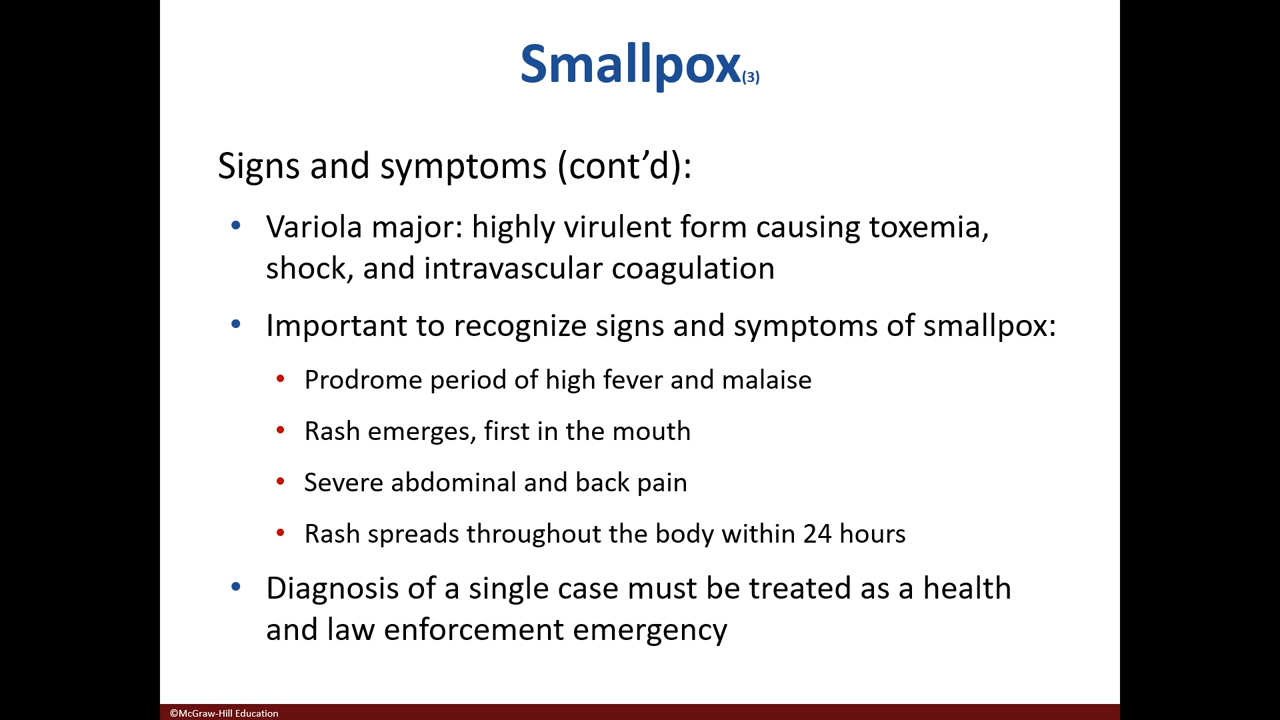 Smallpox(3)
Signs and symptoms (cont’d):
• Variola major: highly virulent form causing toxemia,
shock, and intravascular coagulation
• Important to recognize signs and symptoms of smallpox:
• Prodrome period of high fever and malaise
• Rash emerges, first in the mouth
• Severe abdominal and back pain
• Rash spreads throughout the body within 24 hours
• Diagnosis of a single case must be treated as a health
and law enforcement emergency
©McGraw-Hill Education